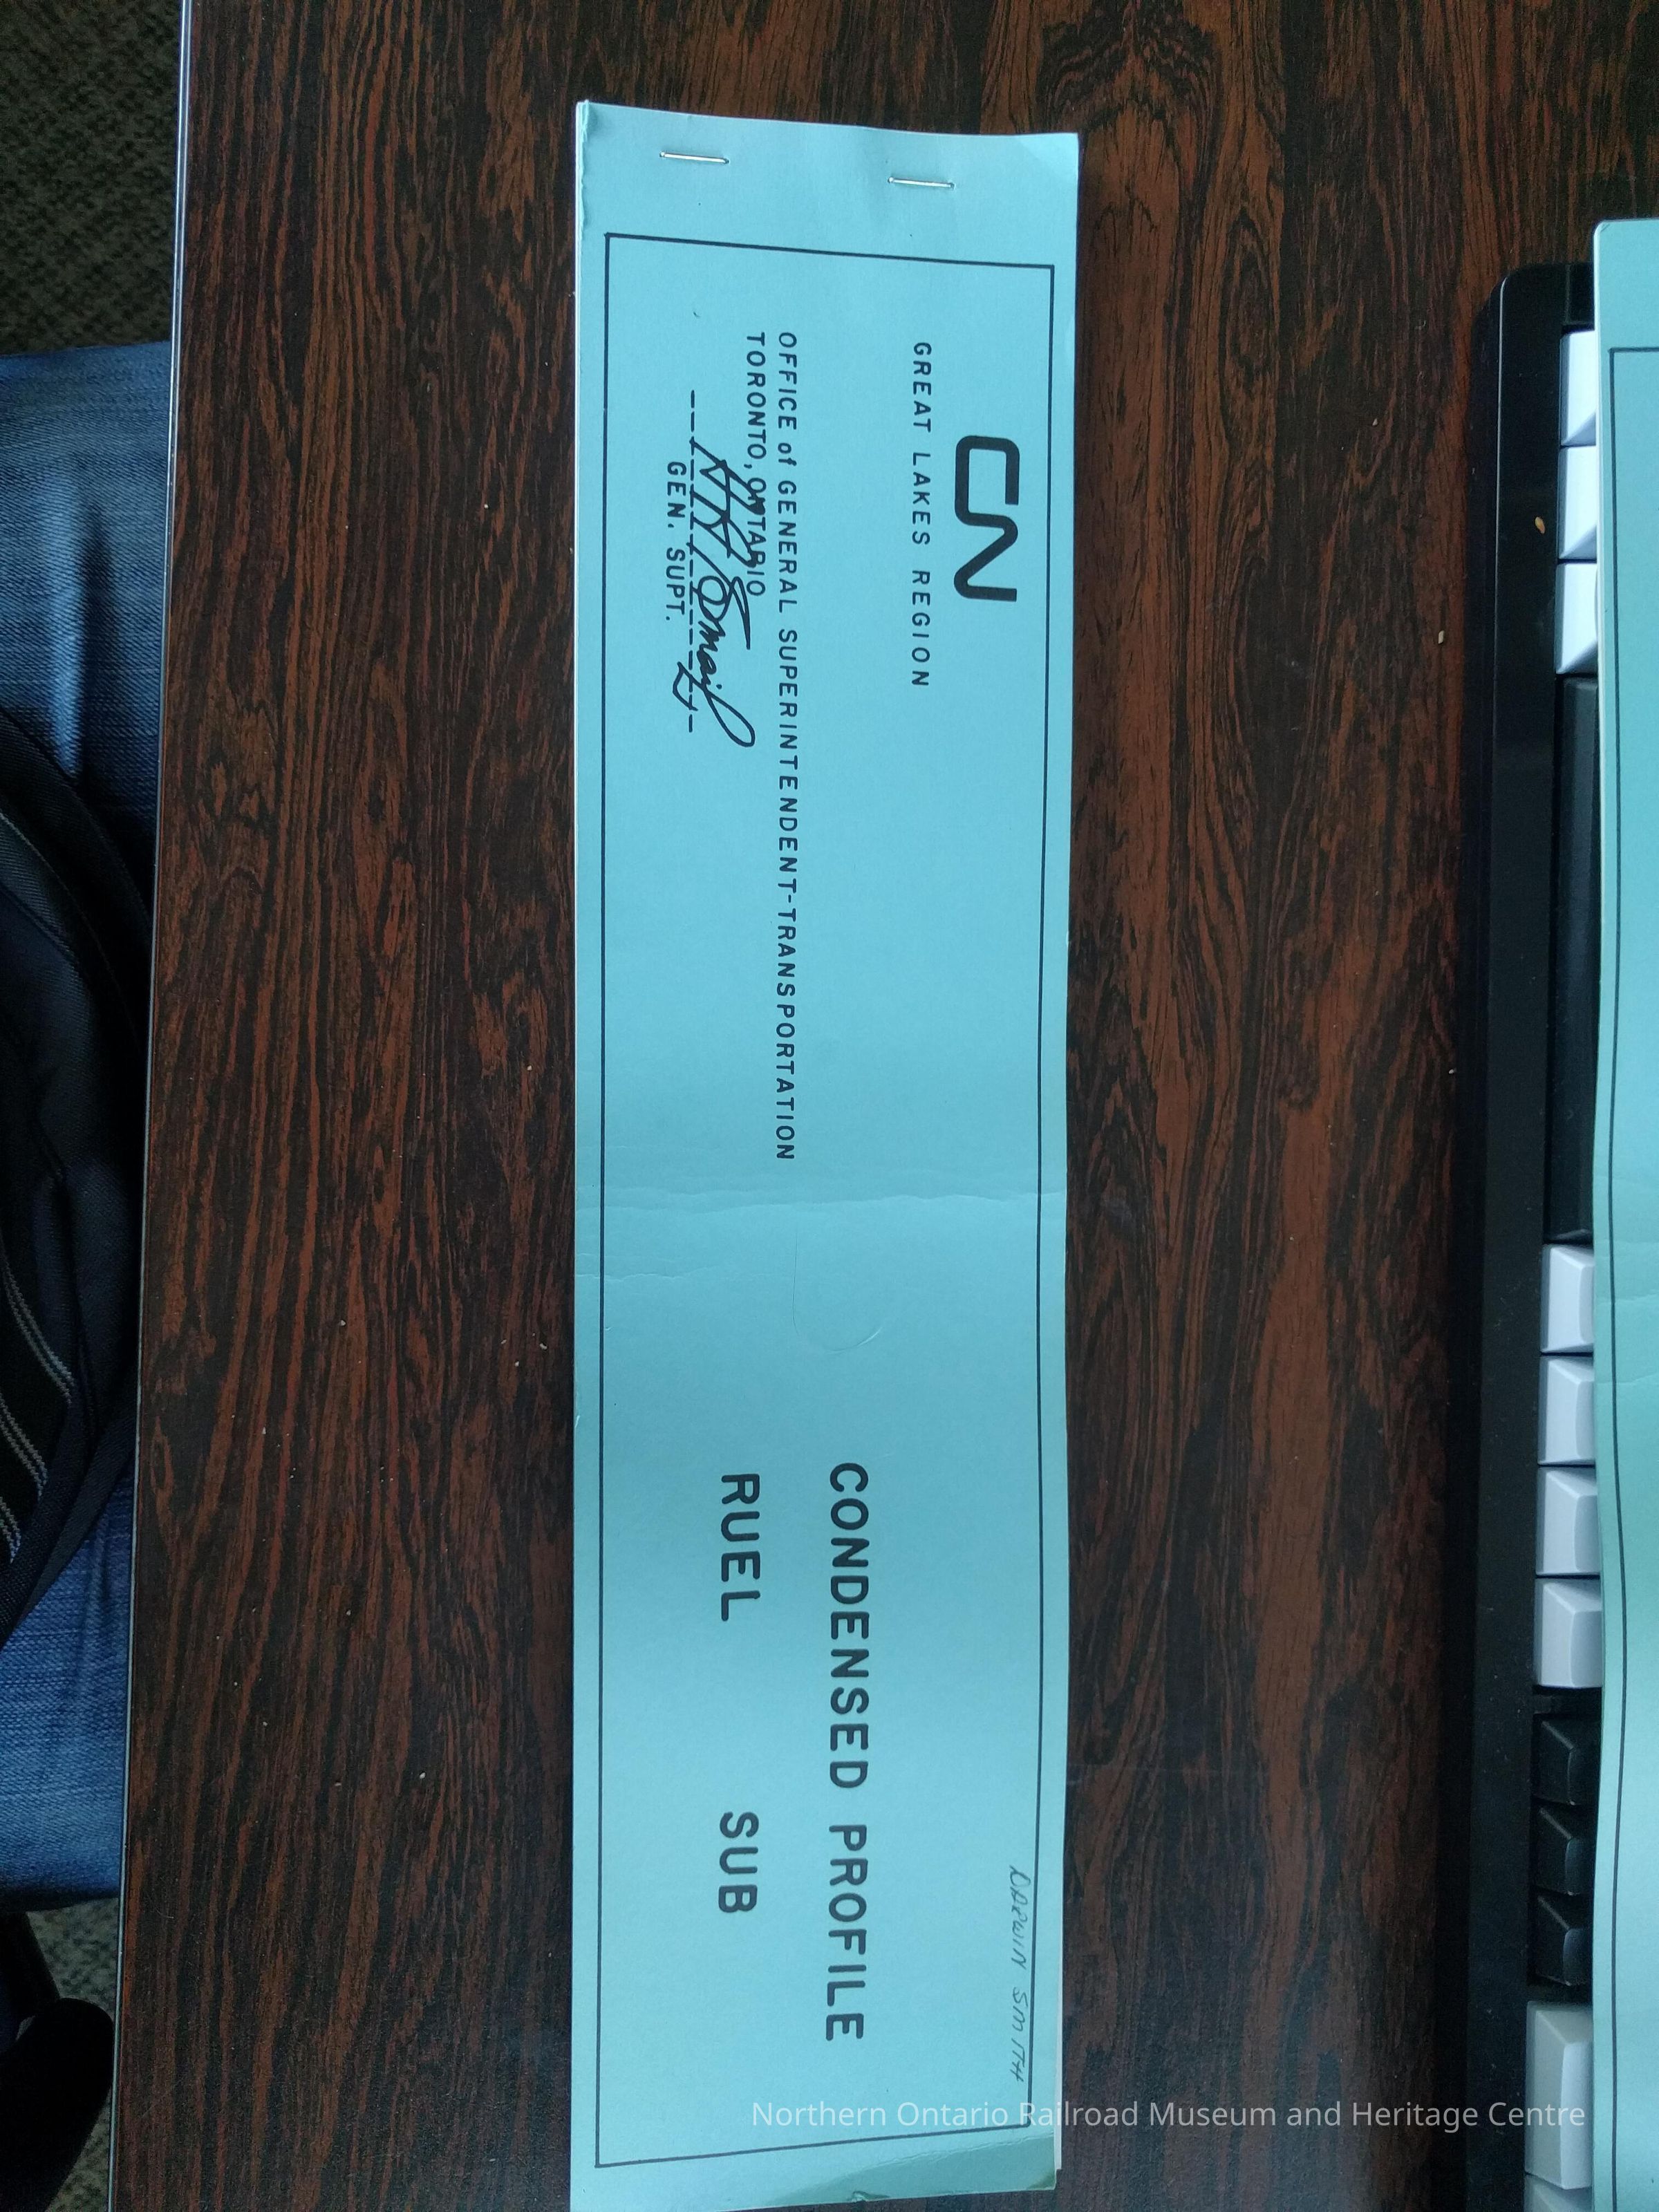 CN
GREAT LAKES REGION
OFFICE of GENERAL SUPERINTENDENT-TRANSPORTATION
TORONTO, ONTARIO
GEN. SUPT.
DARWIN SMITH
CONDENSED PROFILE
RUEL SUB
Northern Ontario Railroad Museum and Heritage Centre